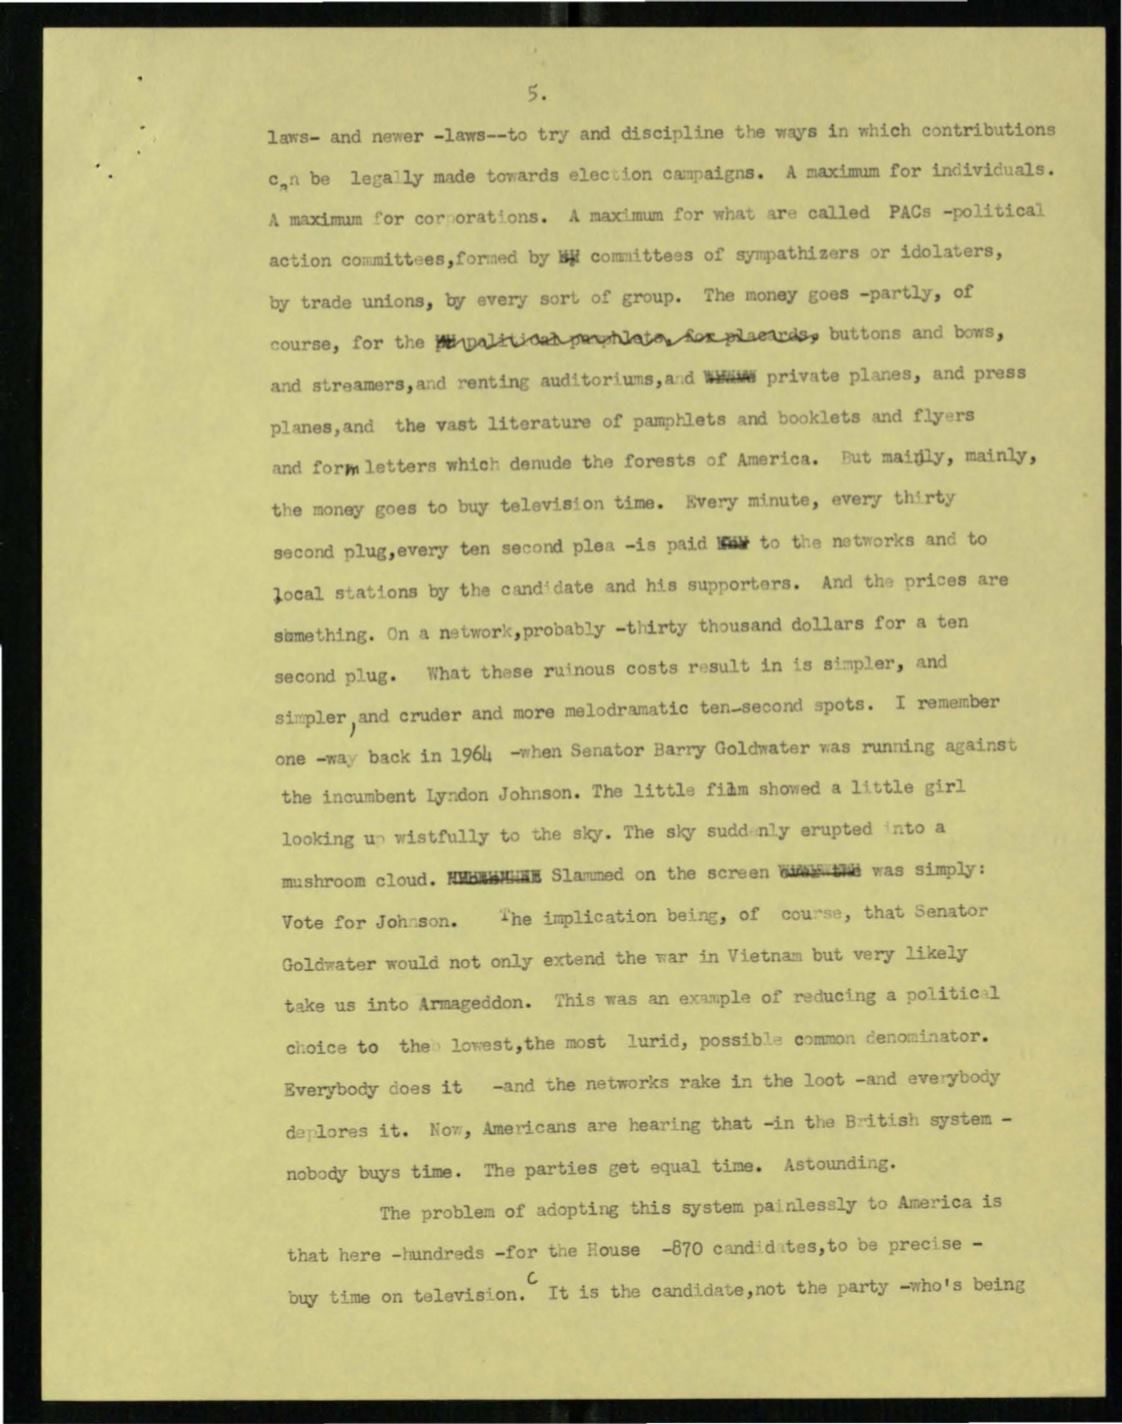 5.
laws- and newer -laws--to try and discipline the ways in which contributions
can be legally made towards election campaigns. A maximum for individuals.
A maximum for corporations. A maximum for what are called PACs -political
action committees,formed by committees of sympathizers or idolaters,
by trade unions, by every sort of group. The money goes -partly, of
course, for the political pamphlets, for placards, buttons and bows,
and streamers,and renting auditoriums,and private planes, and press
planes,and the vast literature of pamphlets and booklets and flyers
and form letters which denude the forests of America. But mainly, mainly,
the money goes to buy television time. Every minute, every thirty
second plug,every ten second plea -is paid to the networks and to
local stations by the candidate and his supporters. And the prices are
something. On a network,probably -thirty thousand dollars for a ten
second plug. What these ruinous costs result in is simpler, and
simpler,and cruder and more melodramatic ten-second spots. I remember
one -way back in 1964 -when Senator Barry Goldwater was running against
the incumbent Lyndon Johnson. The little film showed a little girl
looking up wistfully to the sky. The sky suddenly erupted into a
mushroom cloud. Slammed on the screen was simply:
Vote for Johnson. The implication being, of course, that Senator
Goldwater would not only extend the war in Vietnam but very likely
take us into Armageddon. This was an example of reducing a political
choice to the lowest,the most lurid, possible common denominator.
Everybody does it -and the networks rake in the loot -and everybody
deplores it. Now, Americans are hearing that -in the British system -
nobody buys time. The parties get equal time. Astounding.
The problem of adopting this system painlessly to America is
that here -hundreds -for the House -870 candidates,to be precise -
buy time on television. C It is the candidate,not the party -who's being